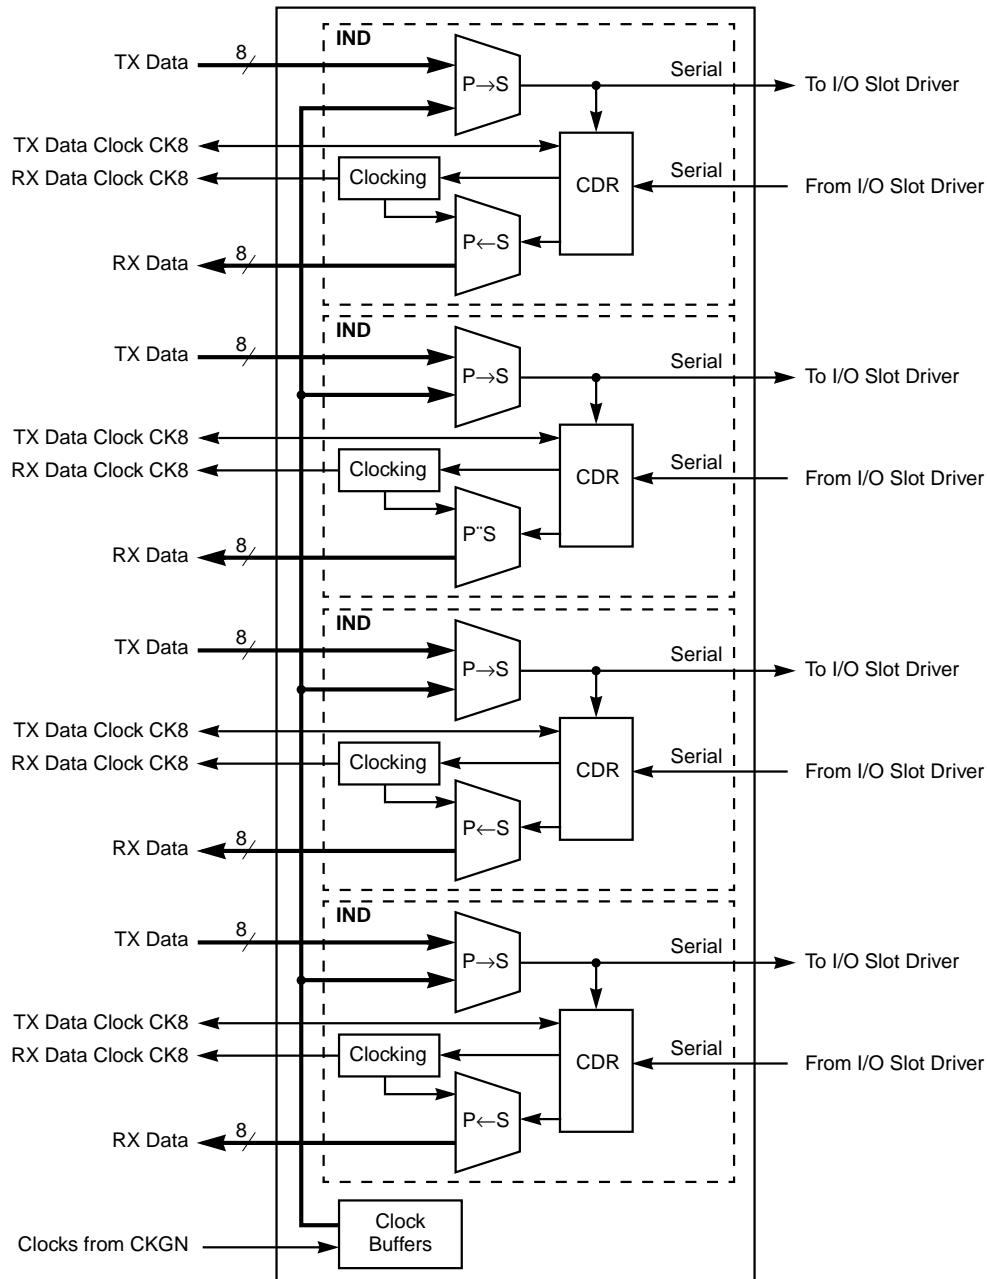 IND
TX Data
8
P→S
Serial
To I/O Slot Driver
TX Data Clock CK8
RX Data Clock CK8
Clocking
CDR
Serial
From I/O Slot Driver
P←S
RX Data
8
IND
TX Data
8
P→S
Serial
To I/O Slot Driver
TX Data Clock CK8
RX Data Clock CK8
Clocking
CDR
Serial
From I/O Slot Driver
P¨S
RX Data
8
IND
TX Data
8
P→S
Serial
To I/O Slot Driver
TX Data Clock CK8
RX Data Clock CK8
Clocking
CDR
Serial
From I/O Slot Driver
P←S
RX Data
8
IND
TX Data
8
P→S
Serial
To I/O Slot Driver
TX Data Clock CK8
RX Data Clock CK8
Clocking
CDR
Serial
From I/O Slot Driver
P←S
RX Data
8
Clock
Buffers
Clocks from CKGN